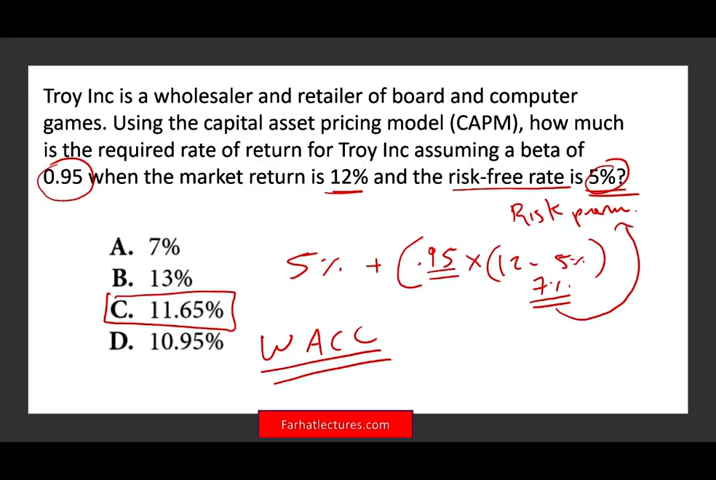 Troy Inc is a wholesaler and retailer of board and computer
games. Using the capital asset pricing model (CAPM), how much
is the required rate of return for Troy Inc assuming a beta of
0.95 when the market return is 12% and the risk-free rate is 5%?
Risk prem.
A. 7%
5% + (.95 × (12 - 5%)
B. 13%
7%
C. 11.65%
D. 10.95%
WACC
Farhatlectures.com